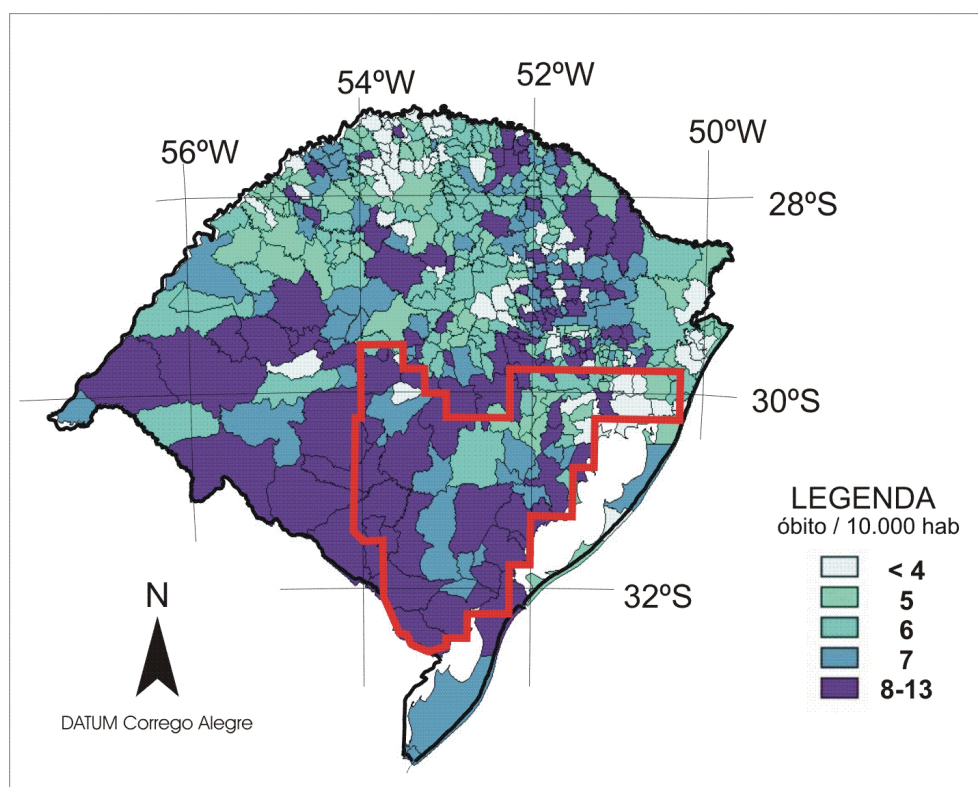 54ºW
52ºW
56ºW
50ºW
28ºS
30ºS
LEGENDA
óbito / 10.000 hab
< 4
5
6
7
8-13
32ºS
N
DATUM Corrego Alegre